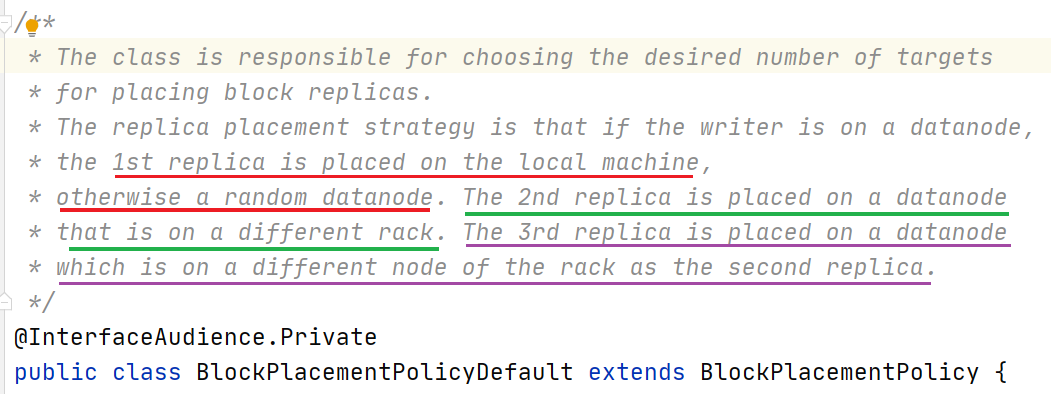 /**
* The class is responsible for choosing the desired number of targets
* for placing block replicas.
* The replica placement strategy is that if the writer is on a datanode,
* the 1st replica is placed on the local machine,
* otherwise a random datanode. The 2nd replica is placed on a datanode
* that is on a different rack. The 3rd replica is placed on a datanode
* which is on a different node of the rack as the second replica.
*/
@InterfaceAudience.Private
public class BlockPlacementPolicyDefault extends BlockPlacementPolicy {